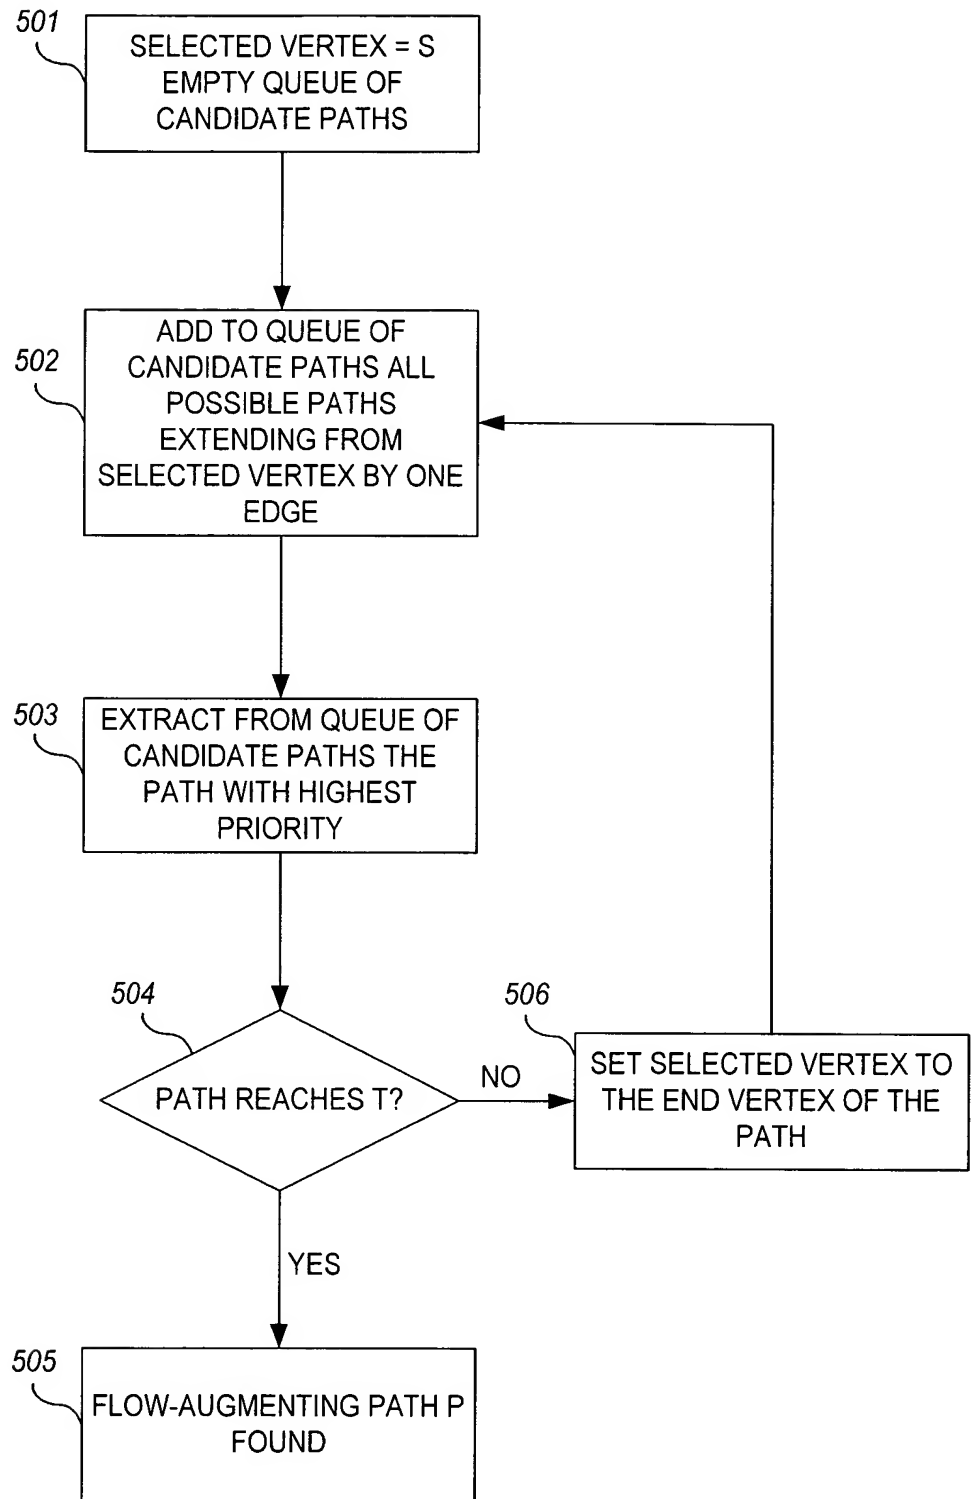 501
SELECTED VERTEX = S
EMPTY QUEUE OF
CANDIDATE PATHS
502
ADD TO QUEUE OF
CANDIDATE PATHS ALL
POSSIBLE PATHS
EXTENDING FROM
SELECTED VERTEX BY ONE
EDGE
503
EXTRACT FROM QUEUE OF
CANDIDATE PATHS THE
PATH WITH HIGHEST
PRIORITY
504
PATH REACHES T?
NO
506
SET SELECTED VERTEX TO
THE END VERTEX OF THE
PATH
YES
505
FLOW-AUGMENTING PATH P
FOUND